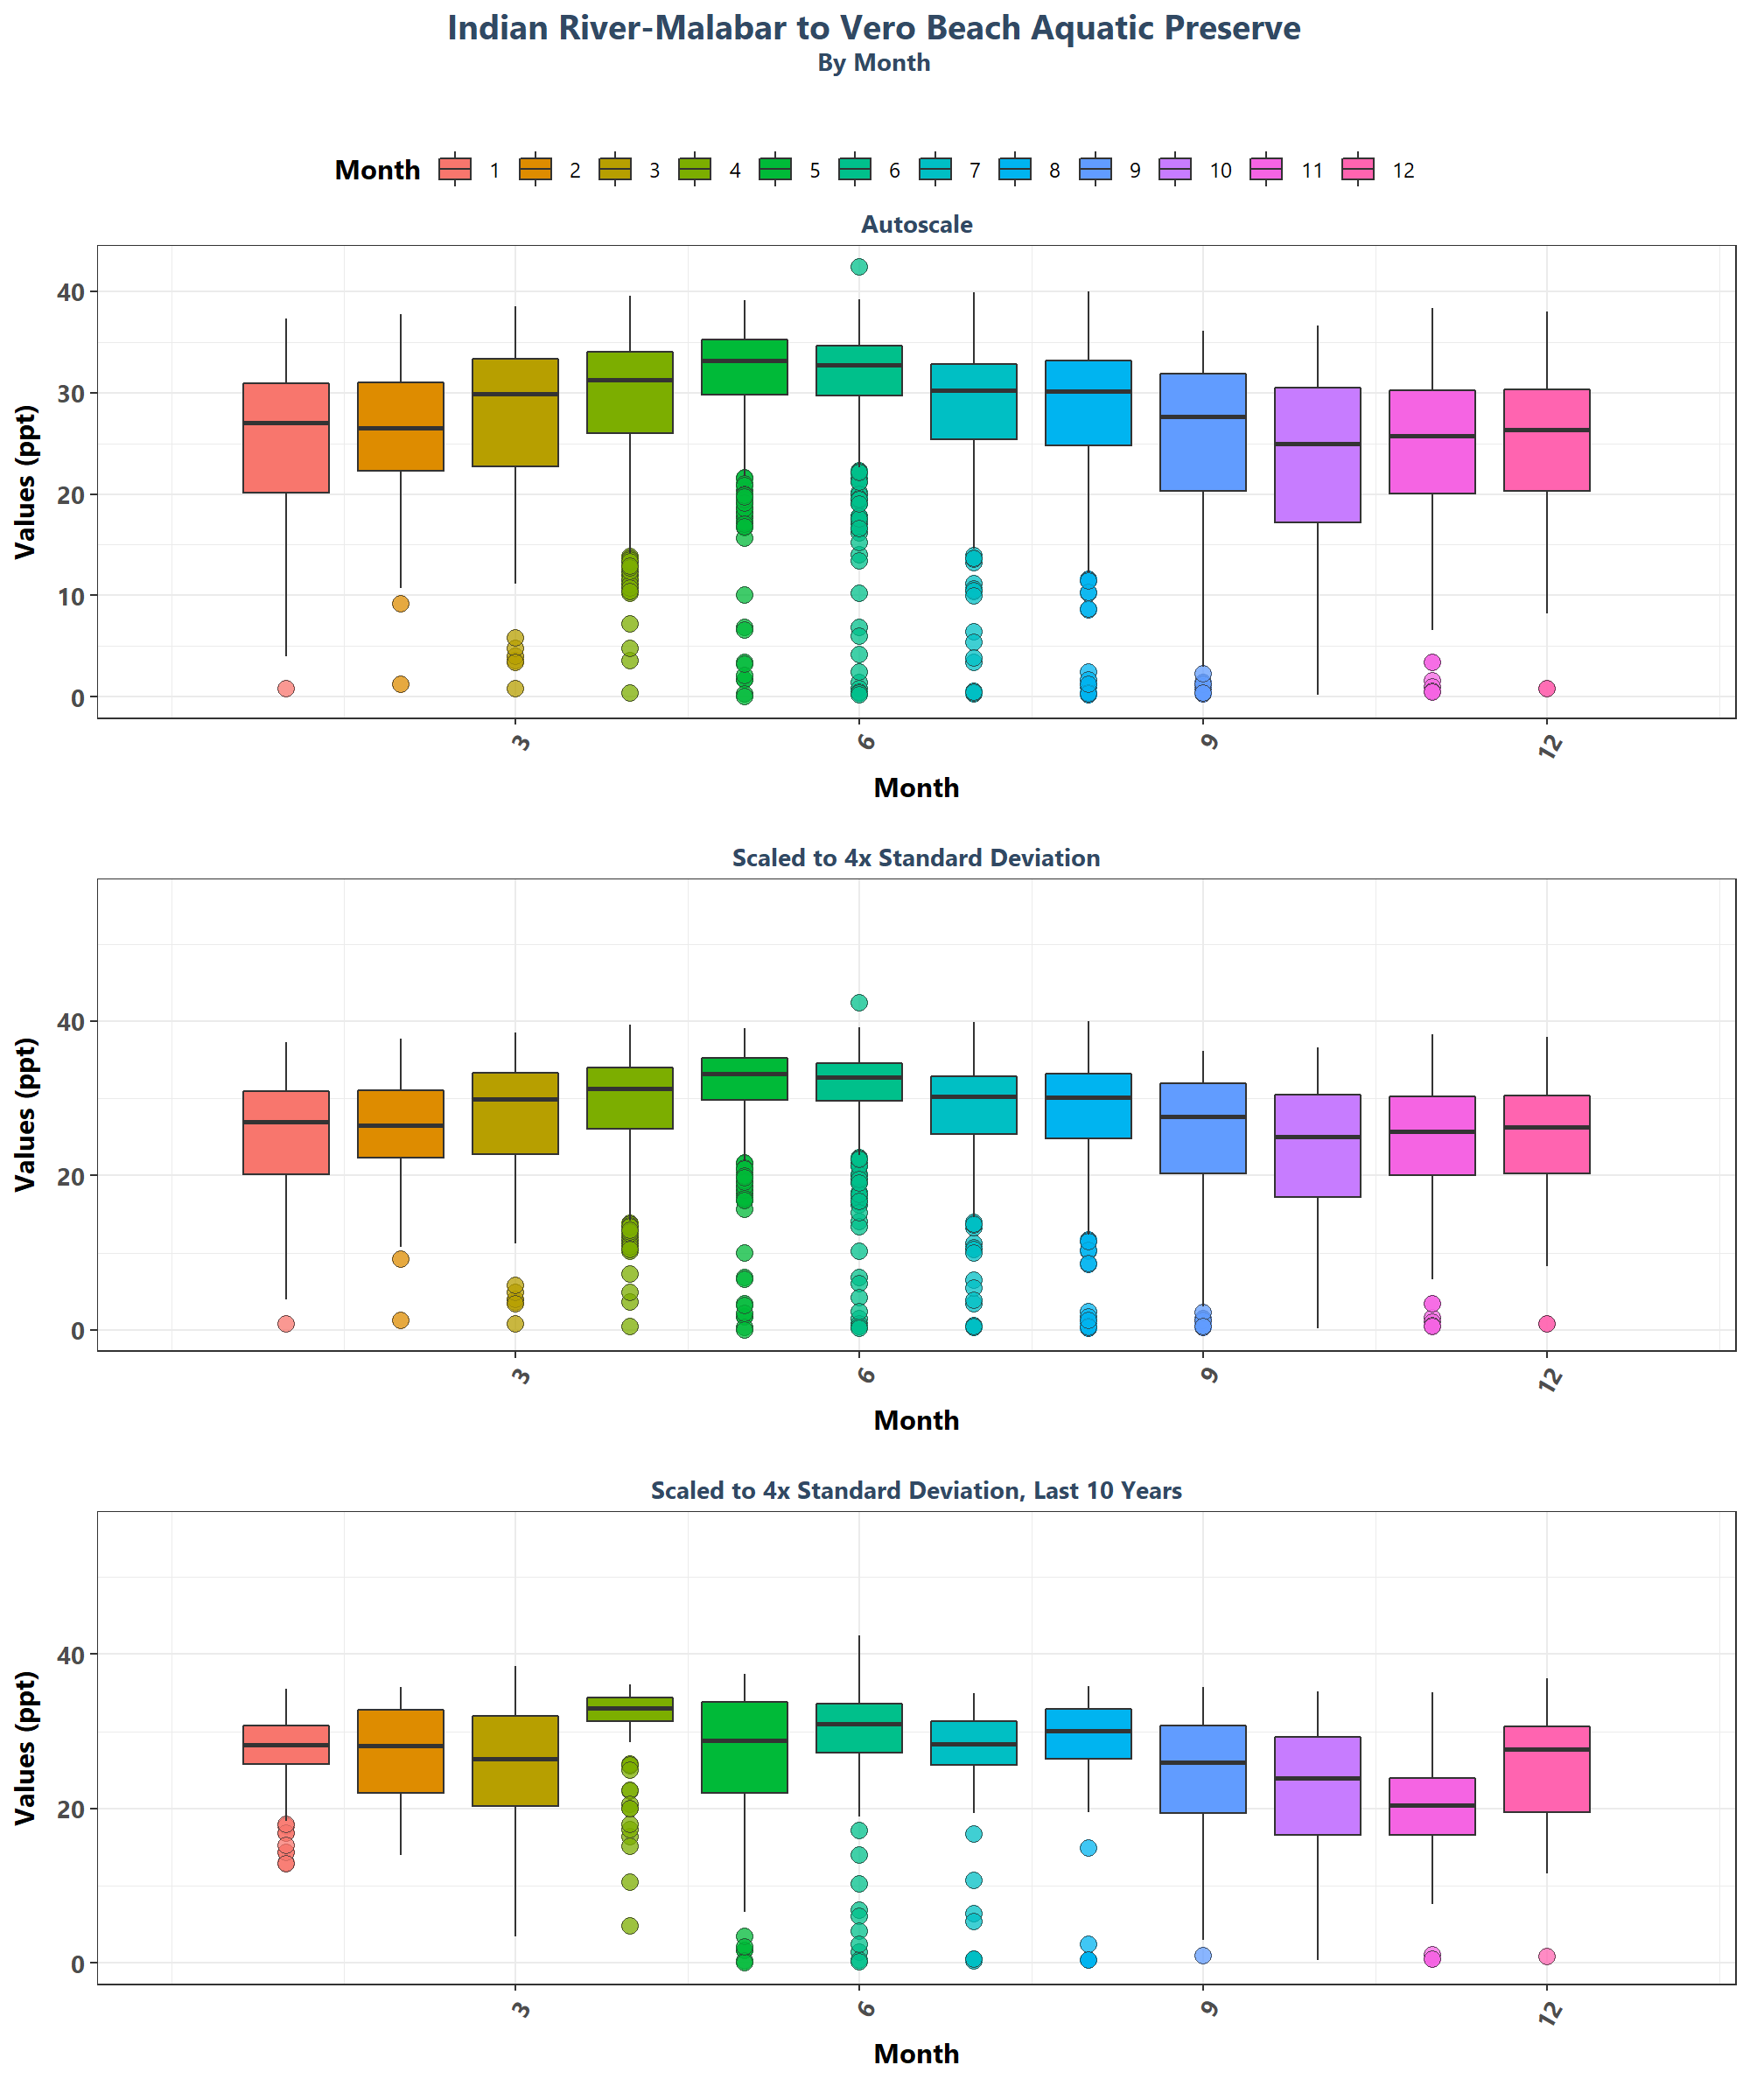 Indian River-Malabar to Vero Beach Aquatic Preserve
By Month
Month 1 2 3 4 5 6 7 8 9 10 11 12
Autoscale
Values (ppt)
40
30
20
10
0
3 6 9 12
Month
Scaled to 4x Standard Deviation
Values (ppt)
40
20
0
3 6 9 12
Month
Scaled to 4x Standard Deviation, Last 10 Years
Values (ppt)
40
20
0
3 6 9 12
Month